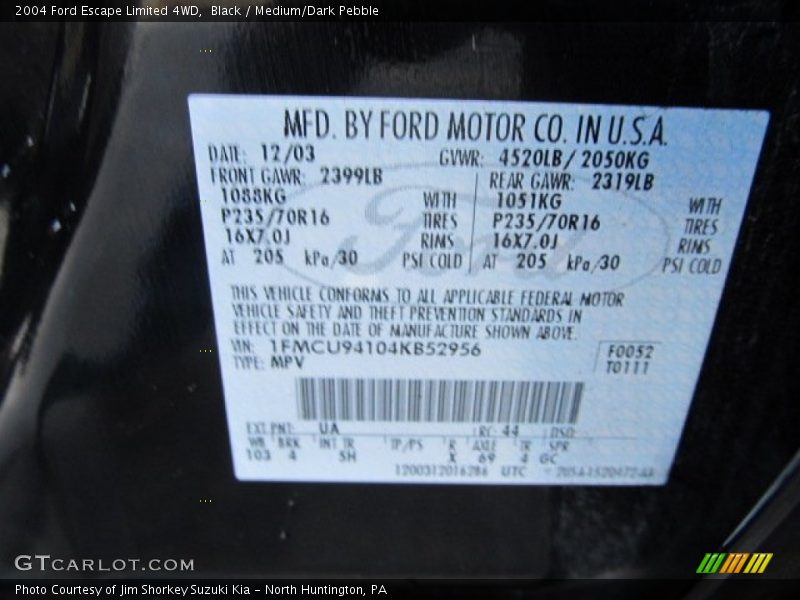 2004 Ford Escape Limited 4WD, Black / Medium/Dark Pebble
MFD. BY FORD MOTOR CO. IN U.S.A.
DATE: 12/03 GVWR: 4520LB / 2050KG
FRONT GAWR: 2399LB REAR GAWR: 2319LB
1088KG WITH 1051KG WITH
P235/70R16 TIRES P235/70R16 TIRES
16X7.0J RIMS 16X7.0J RIMS
AT 205 kPa/30 PSI COLD AT 205 kPa/30 PSI COLD
Ford
THIS VEHICLE CONFORMS TO ALL APPLICABLE FEDERAL MOTOR
VEHICLE SAFETY AND THEFT PREVENTION STANDARDS IN
EFFECT ON THE DATE OF MANUFACTURE SHOWN ABOVE.
VIN: 1FMCU94104KB52956 F0052
TYPE: MPV T0111
EXT PNT: UA RC: 44 DSO:
WB BRK INT TR TP/PS R AXLE TR SPR
103 4 5H X 69 4 GC
1200312016286 UTC
GTCARLOT.COM
Photo Courtesy of Jim Shorkey Suzuki Kia – North Huntington, PA